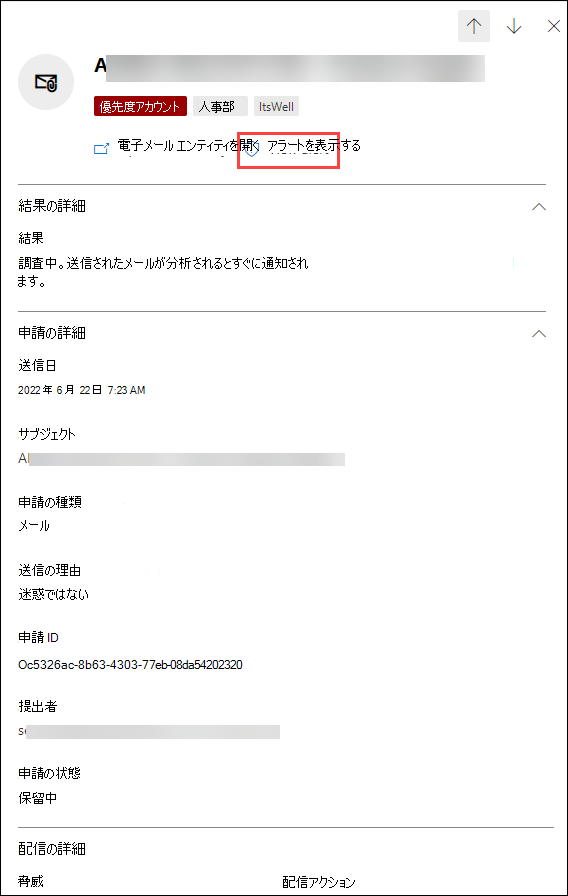 A
優先度アカウント 人事部 ItsWell
電子メール エンティティを開く アラートを表示する
結果の詳細
結果
調査中。送信されたメールが分析されるとすぐに通知され
ます。
申請の詳細
送信日
2022 年 6 月 22日 7:23 AM
サブジェクト
申請の種類
メール
送信の理由
迷惑ではない
申請 ID
Oc5326ac-8b63-4303-77eb-08da54202320
提出者
申請の状態
保留中
配信の詳細
脅威 配信アクション